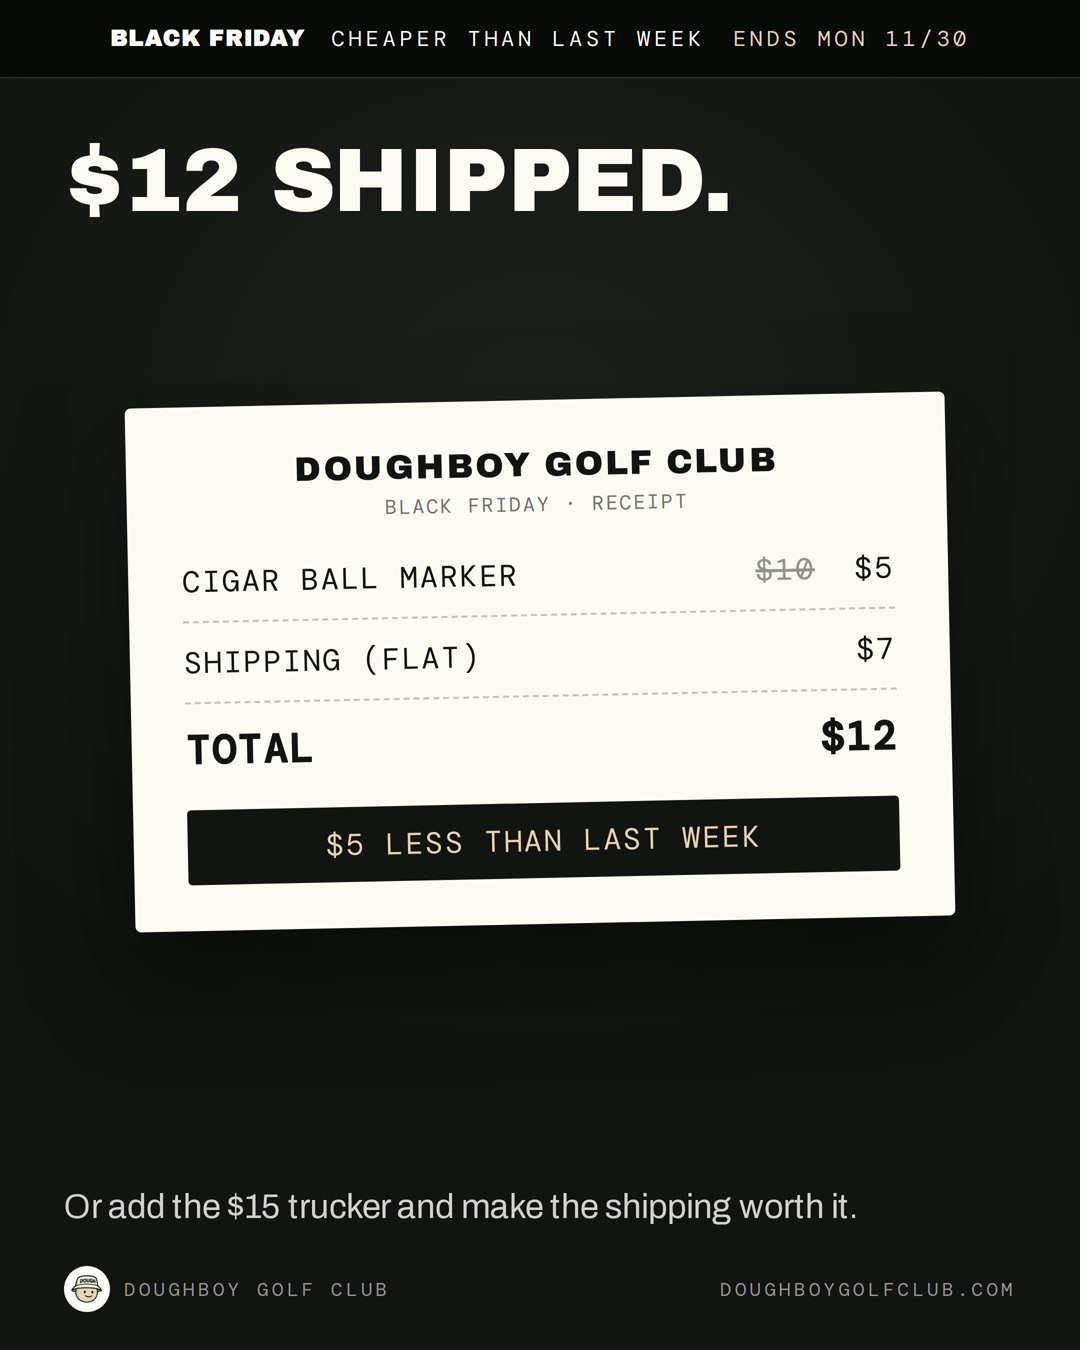 BLACK FRIDAY CHEAPER THAN LAST WEEK ENDS MON 11/30
$12 SHIPPED.
DOUGHBOY GOLF CLUB
BLACK FRIDAY · RECEIPT
CIGAR BALL MARKER $10 $5
SHIPPING (FLAT) $7
TOTAL $12
$5 LESS THAN LAST WEEK
Or add the $15 trucker and make the shipping worth it.
DOUGH
DOUGHBOY GOLF CLUB DOUGHBOYGOLFCLUB.COM